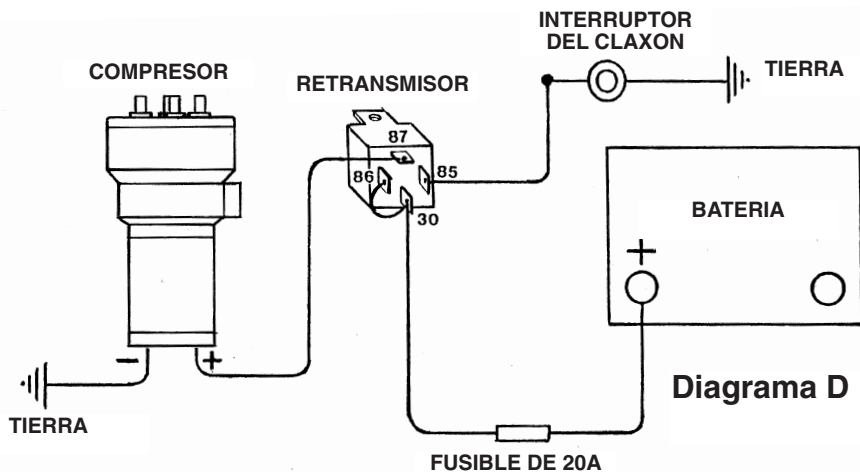 INTERRUPTOR
DEL CLAXON
TIERRA
COMPRESOR
RETRANSMISOR
87
86
85
30
BATERIA
+
–
+
TIERRA
Diagrama D
FUSIBLE DE 20A